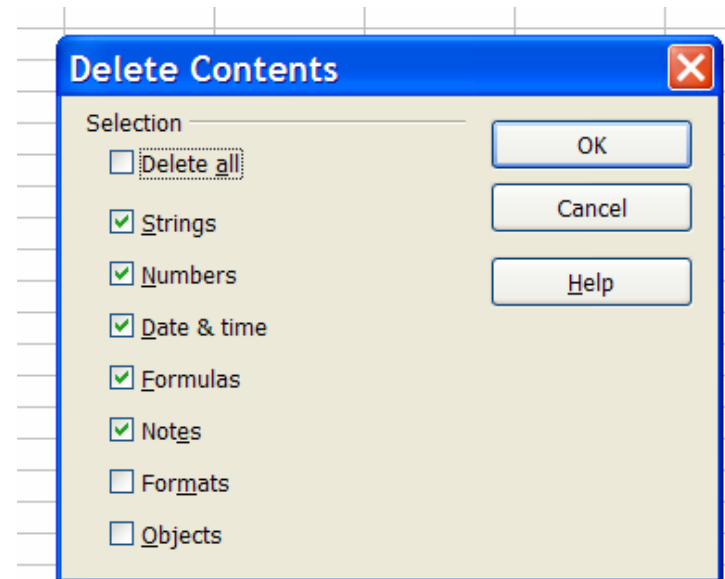 Delete Contents
Selection
Delete all
Strings
Numbers
Date & time
Formulas
Notes
Formats
Objects
OK
Cancel
Help